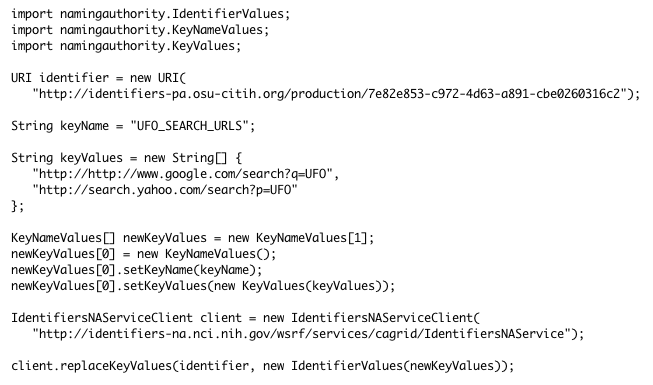 import namingauthority.IdentifierValues;
import namingauthority.KeyNameValues;
import namingauthority.KeyValues;
URI identifier = new URI(
"http://identifiers-pa.osu-citih.org/production/7e82e853-c972-4d63-a891-cbe0260316c2");
String keyName = "UFO_SEARCH_URLS";
String keyValues = new String[] {
"http://http://www.google.com/search?q=UFO",
"http://search.yahoo.com/search?p=UFO"
};
KeyNameValues[] newKeyValues = new KeyNameValues[1];
newKeyValues[0] = new KeyNameValues();
newKeyValues[0].setKeyName(keyName);
newKeyValues[0].setKeyValues(new KeyValues(keyValues));
IdentifiersNAServiceClient client = new IdentifiersNAServiceClient(
"http://identifiers-na.nci.nih.gov/wsrf/services/cagrid/IdentifiersNAService");
client.replaceKeyValues(identifier, new IdentifierValues(newKeyValues));